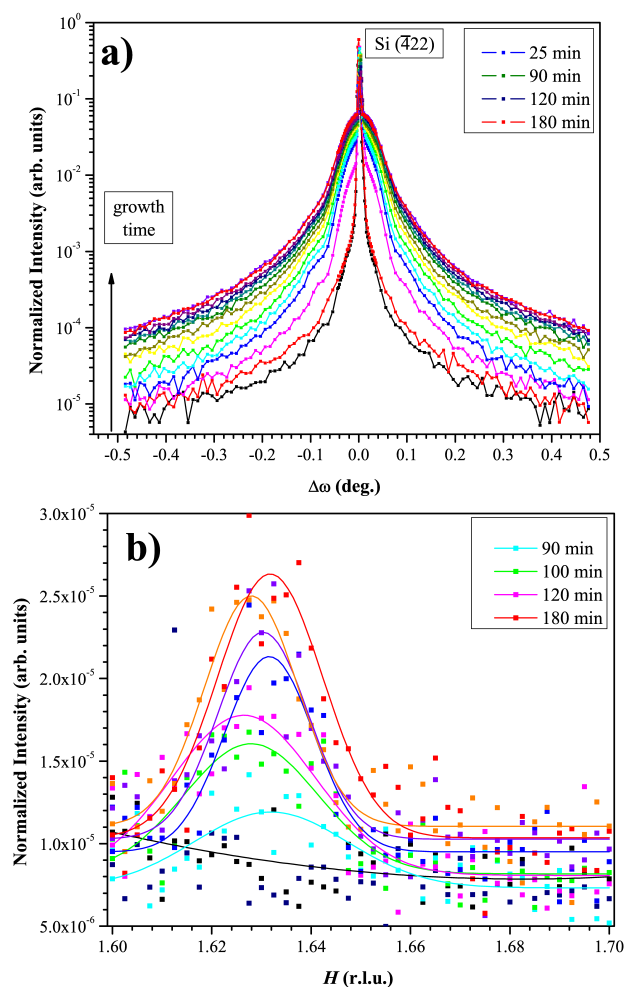 a)
Si (4̅22)
25 min
90 min
120 min
180 min
growth
time
Normalized Intensity (arb. units)
10⁰
10⁻¹
10⁻²
10⁻³
10⁻⁴
10⁻⁵
-0.5 -0.4 -0.3 -0.2 -0.1 0.0 0.1 0.2 0.3 0.4 0.5
Δω (deg.)
b)
90 min
100 min
120 min
180 min
Normalized Intensity (arb. units)
3.0x10⁻⁵
2.5x10⁻⁵
2.0x10⁻⁵
1.5x10⁻⁵
1.0x10⁻⁵
5.0x10⁻⁶
1.60 1.62 1.64 1.66 1.68 1.70
H (r.l.u.)